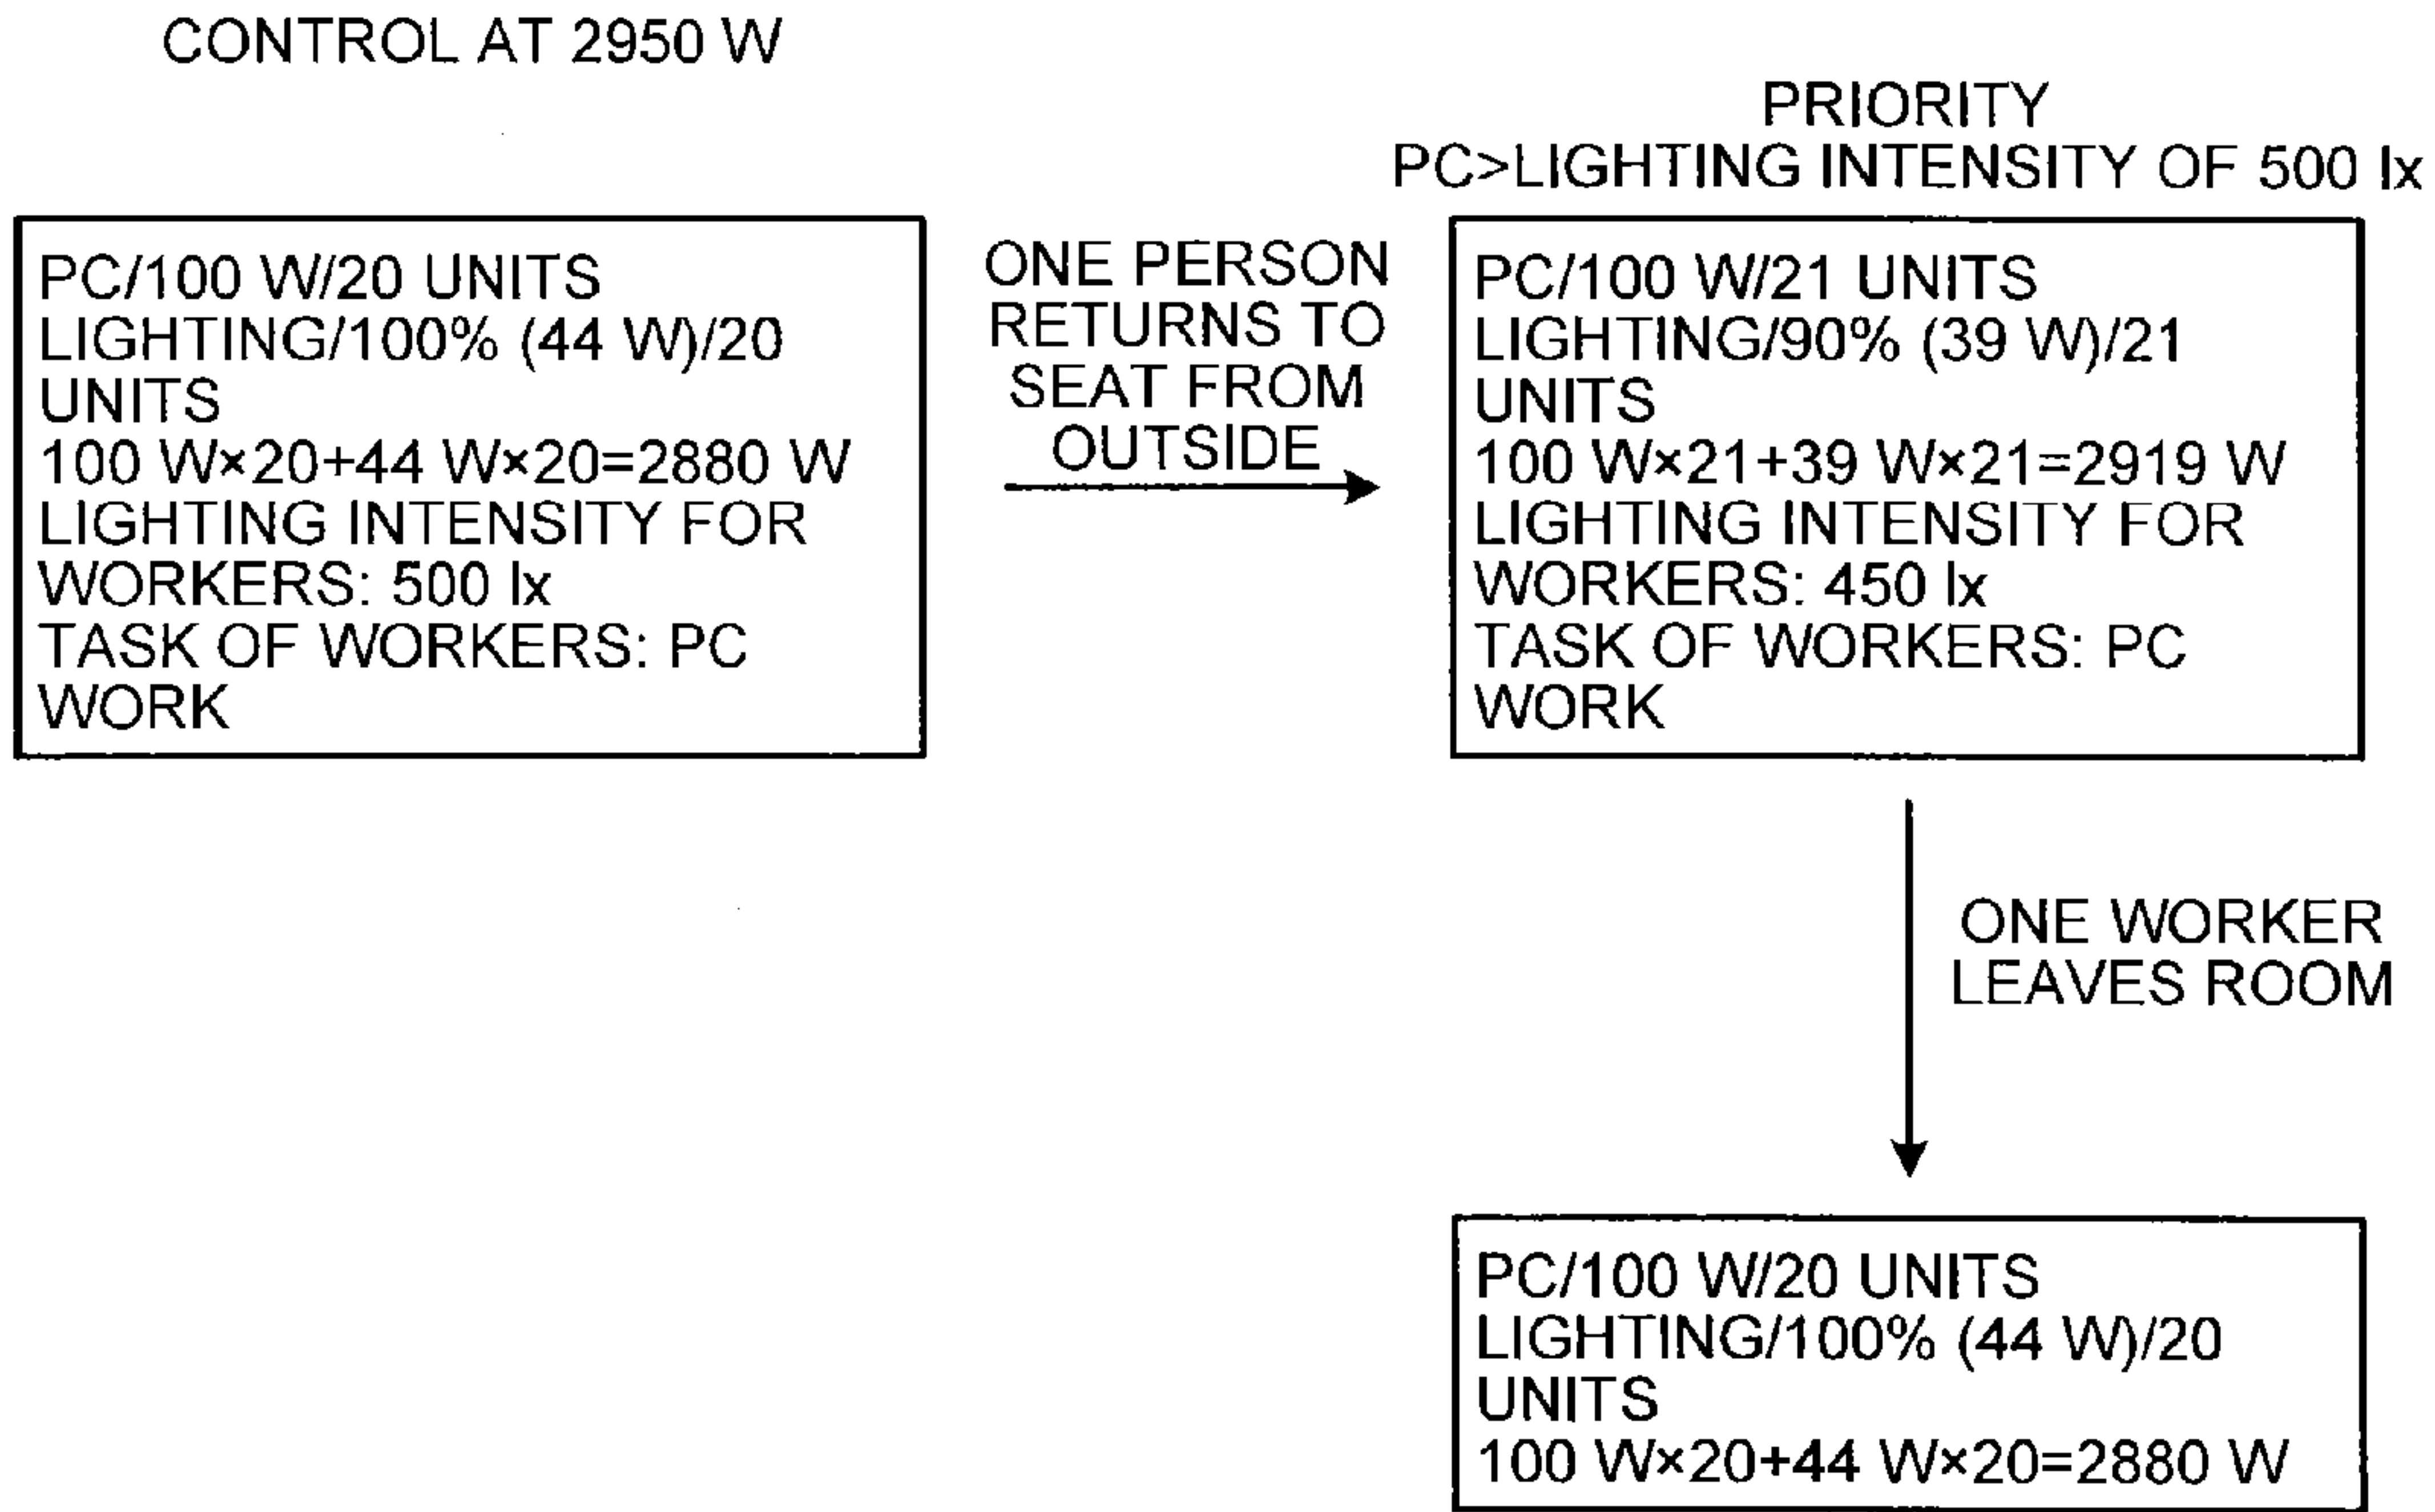 CONTROL AT 2950 W
PRIORITY
PC>LIGHTING INTENSITY OF 500 lx
PC/100 W/20 UNITS
LIGHTING/100% (44 W)/20
UNITS
100 W×20+44 W×20=2880 W
LIGHTING INTENSITY FOR
WORKERS: 500 lx
TASK OF WORKERS: PC
WORK
ONE PERSON
RETURNS TO
SEAT FROM
OUTSIDE
PC/100 W/21 UNITS
LIGHTING/90% (39 W)/21
UNITS
100 W×21+39 W×21=2919 W
LIGHTING INTENSITY FOR
WORKERS: 450 lx
TASK OF WORKERS: PC
WORK
ONE WORKER
LEAVES ROOM
PC/100 W/20 UNITS
LIGHTING/100% (44 W)/20
UNITS
100 W×20+44 W×20=2880 W